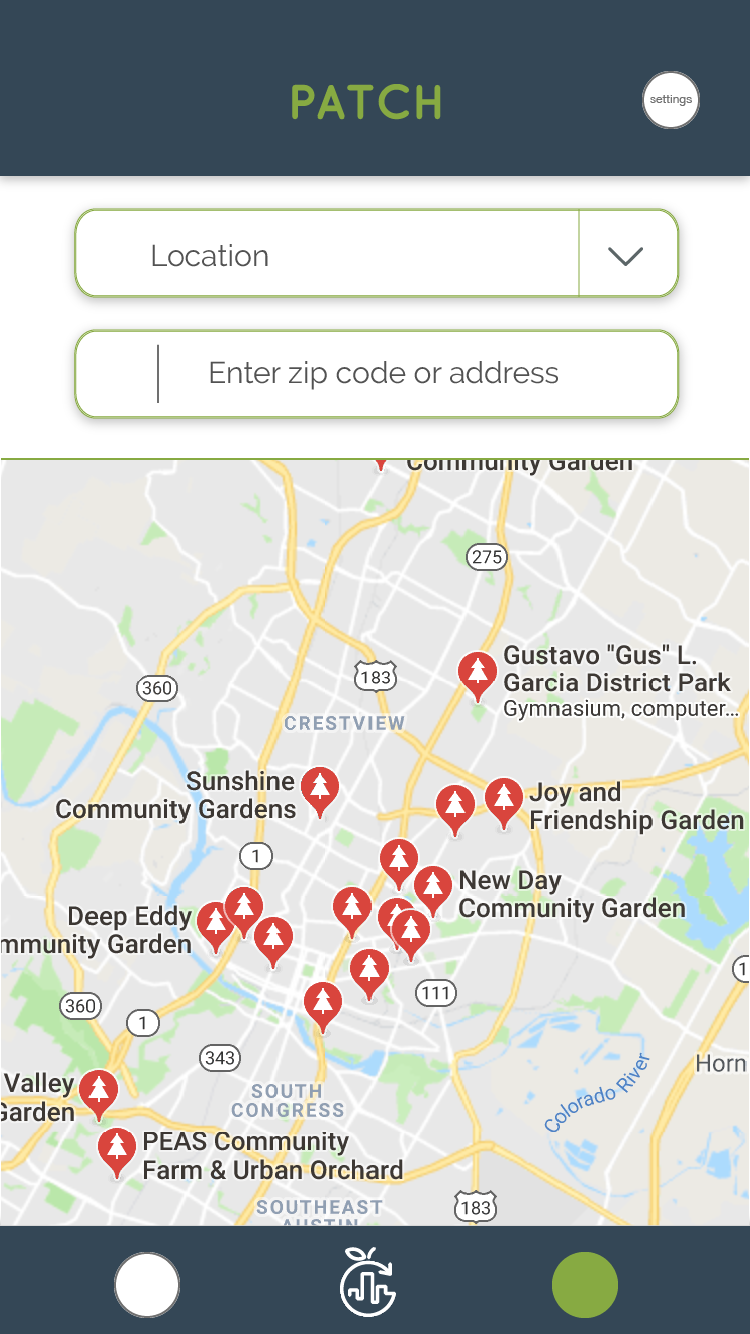 PATCH
settings
Location
Enter zip code or address
Community Garden
275
Gustavo "Gus" L.
Garcia District Park
Gymnasium, computer...
183
360
CRESTVIEW
Sunshine
Community Gardens
Joy and
Friendship Garden
1
New Day
Community Garden
Deep Eddy
mmunity Garden
1
111
360
1
343
Horn
Colorado River
Valley
Garden
SOUTH
CONGRESS
PEAS Community
Farm & Urban Orchard
SOUTHEAST
AUSTIN
183